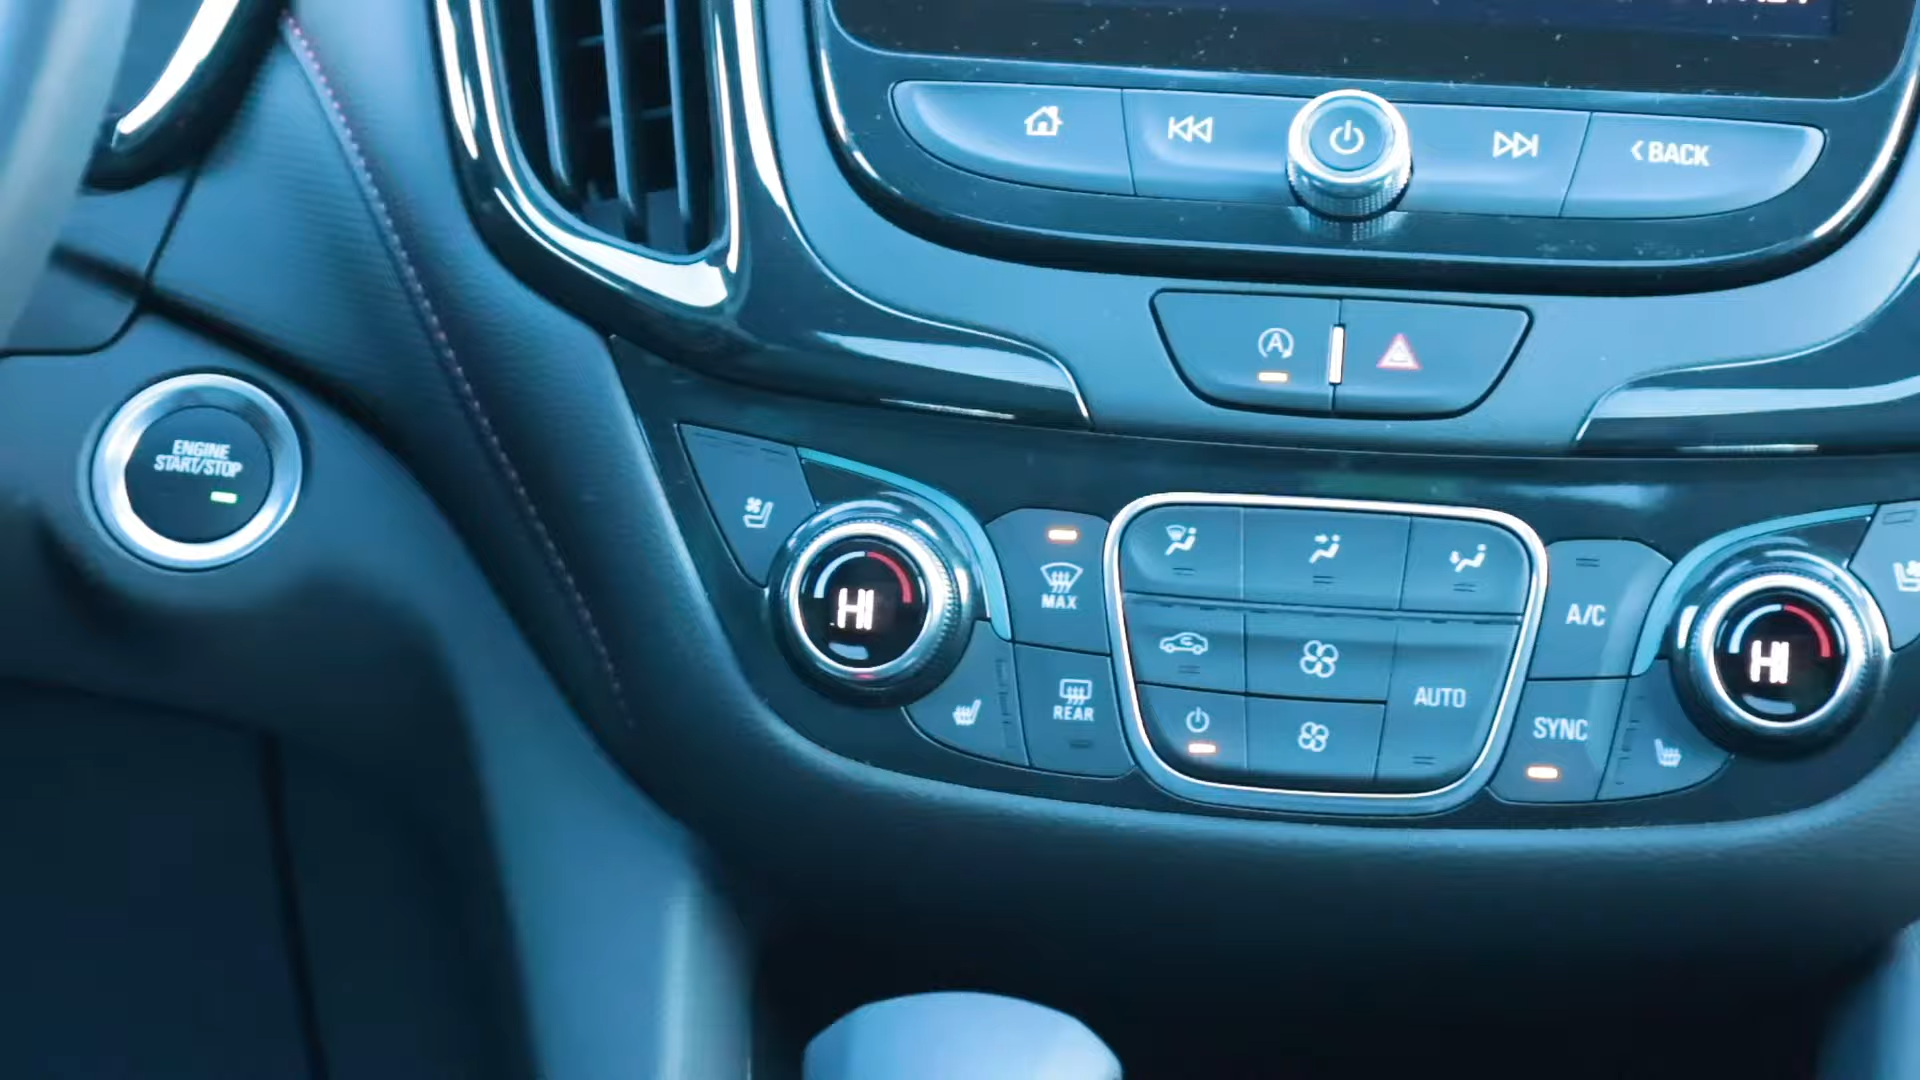 BACK
ENGINE
START/STOP
HI
MAX
A/C
HI
REAR
AUTO
SYNC